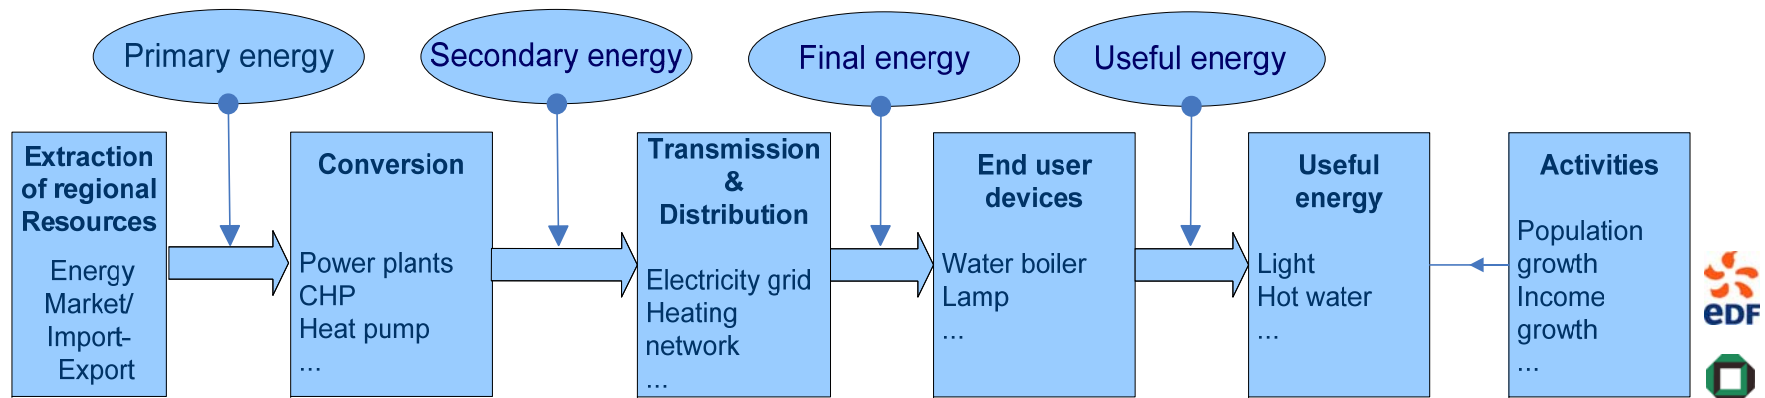 Primary energy
Secondary energy
Final energy
Useful energy
Extraction
of regional
Resources
Energy
Market/
Import-
Export
Conversion
Power plants
CHP
Heat pump
...
Transmission
&
Distribution
Electricity grid
Heating
network
...
End user
devices
Water boiler
Lamp
...
Useful
energy
Light
Hot water
...
Activities
Population
growth
Income
growth
...
eDF